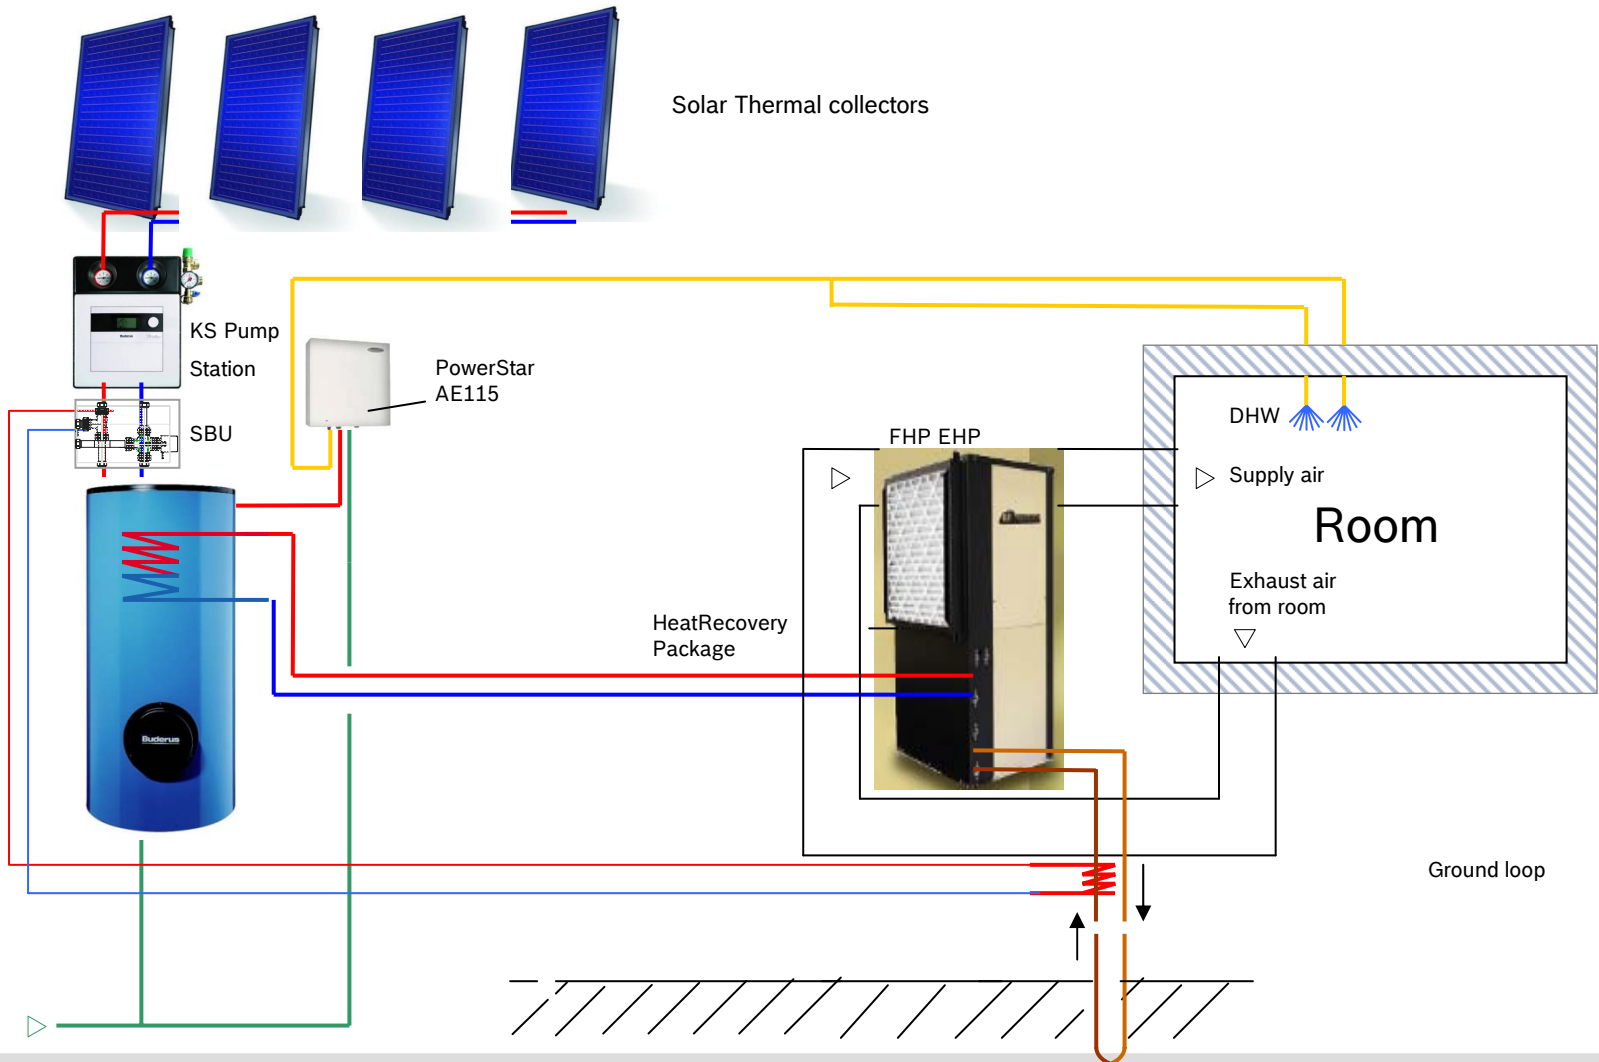 Solar Thermal collectors
KS Pump
Station
PowerStar
AE115
SBU
DHW
FHP EHP
Supply air
Room
Exhaust air
from room
HeatRecovery
Package
Buderus
Ground loop